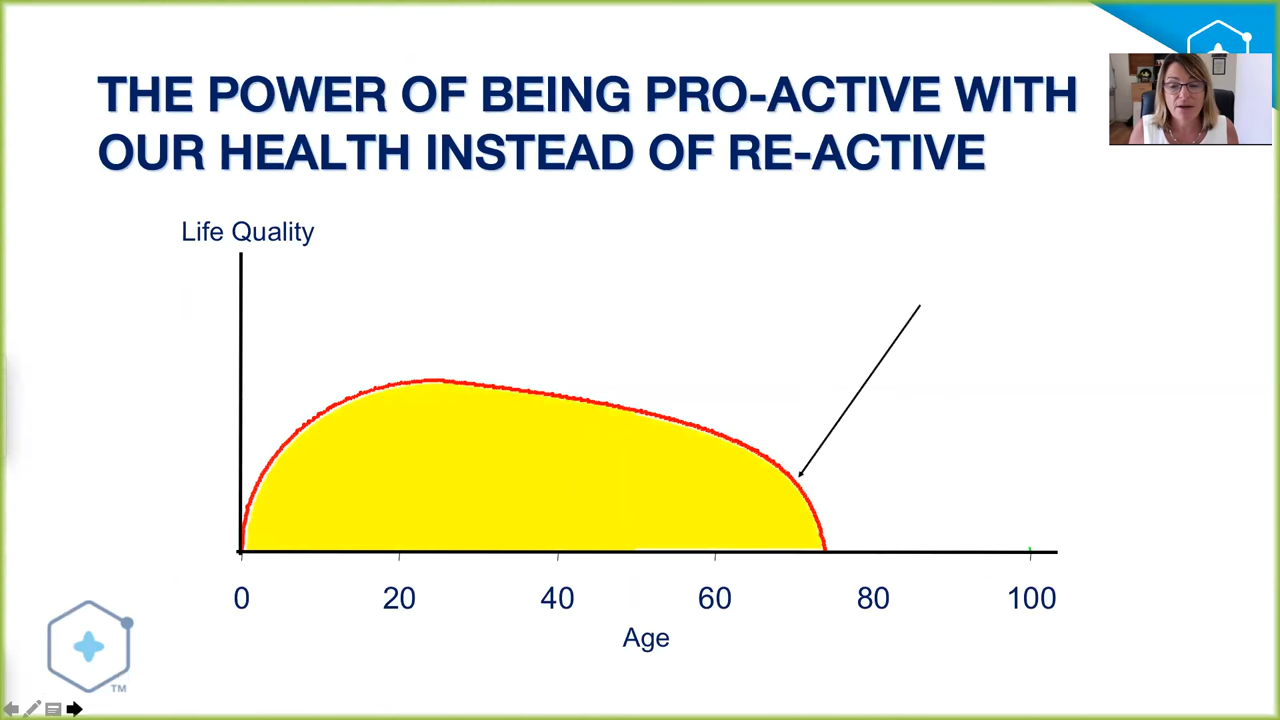 THE POWER OF BEING PRO-ACTIVE WITH
OUR HEALTH INSTEAD OF RE-ACTIVE
Life Quality
0 20 40 60 80 100
Age
TM